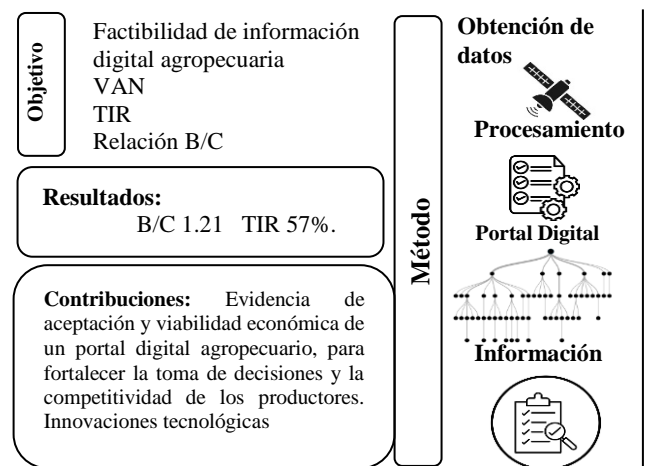 Objetivo
Factibilidad de información
digital agropecuaria
VAN
TIR
Relación B/C
Resultados:
B/C 1.21 TIR 57%.
Contribuciones: Evidencia de
aceptación y viabilidad económica de
un portal digital agropecuario, para
fortalecer la toma de decisiones y la
competitividad de los productores.
Innovaciones tecnológicas
Método
Obtención de
datos
Procesamiento
Portal Digital
Información